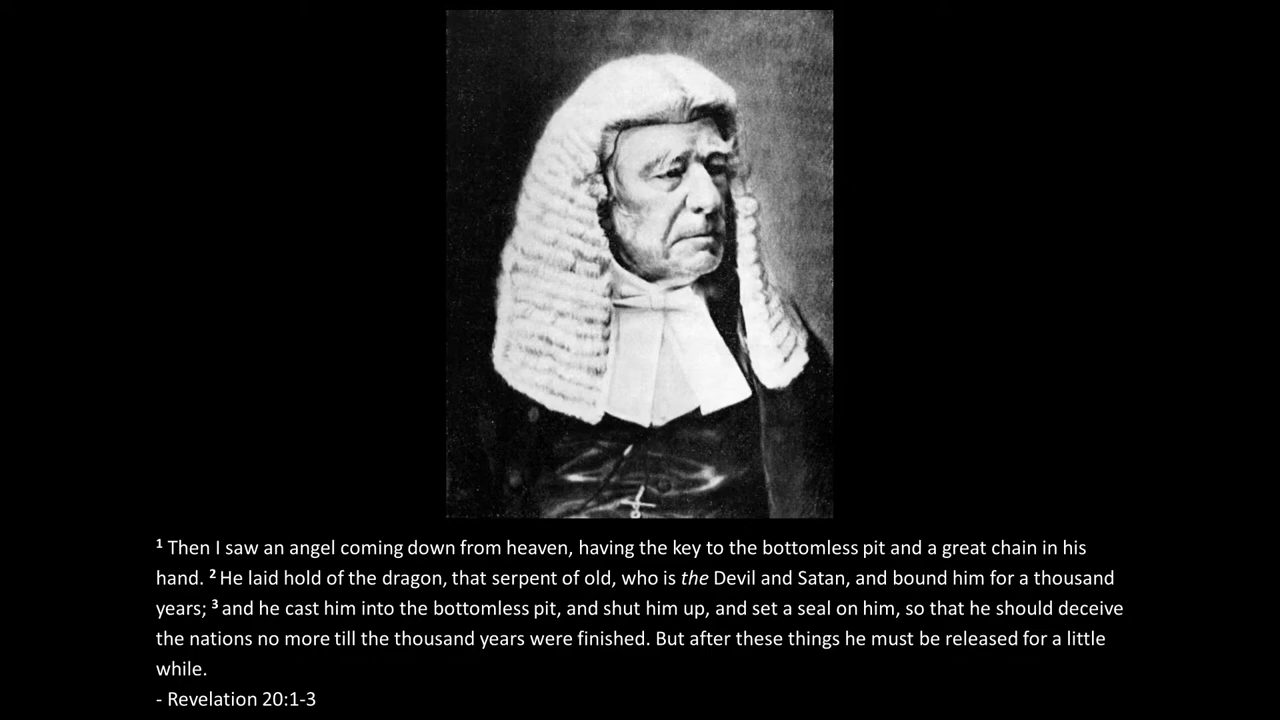 ¹ Then I saw an angel coming down from heaven, having the key to the bottomless pit and a great chain in his
hand. ² He laid hold of the dragon, that serpent of old, who is the Devil and Satan, and bound him for a thousand
years; ³ and he cast him into the bottomless pit, and shut him up, and set a seal on him, so that he should deceive
the nations no more till the thousand years were finished. But after these things he must be released for a little
while.
- Revelation 20:1-3